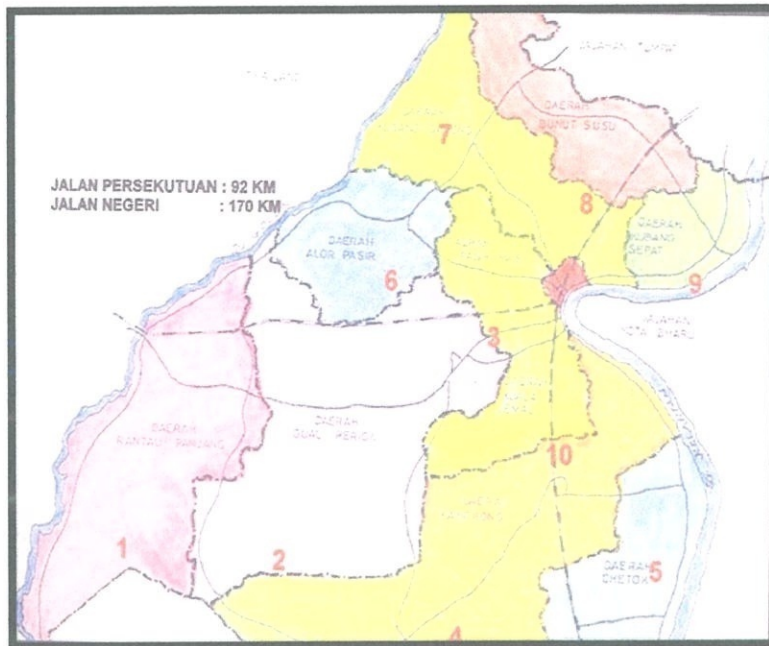 THAILAND
JAJAHAN TUMPAT
7
DAERAH
BUNUT SUSU
JALAN PERSEKUTUAN : 92 KM
JALAN NEGERI : 170 KM
8
DAERAH
ALOR PASIR
DAERAH
KUBANG
SEPAT
6
9
JAJAHAN
KOTA BHARU
3
DAERAH
RANTAU PANJANG
DAERAH
GUAL PERIOK
10
1
2
DAERAH
CHETOK
5
4